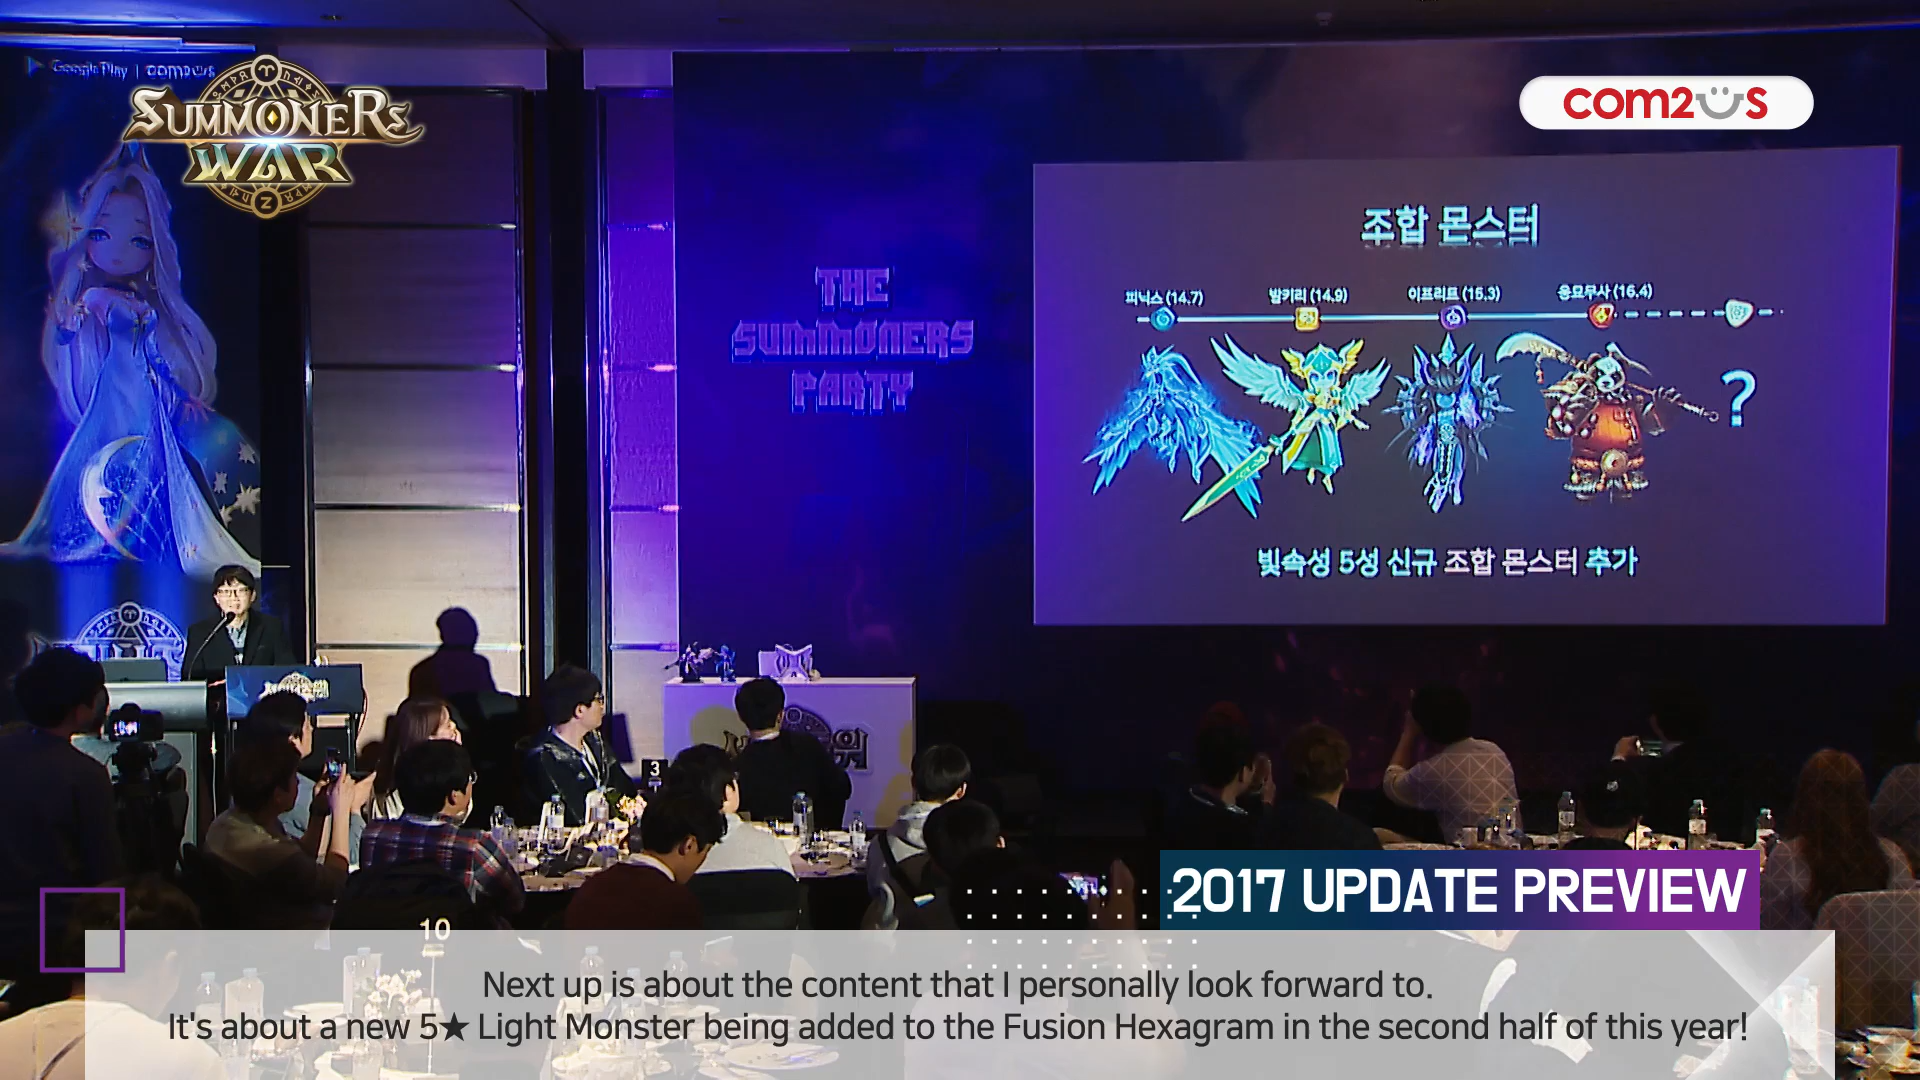 Google Play | com2us
SUMMONERS
WAR
com2us
THE
SUMMONERS
PARTY
조합 몬스터
피닉스 (14.7)
발키리 (14.9)
이프리트 (15.3)
웅묘무사 (16.4)
?
빛속성 5성 신규 조합 몬스터 추가
3
10
2017 UPDATE PREVIEW
Next up is about the content that I personally look forward to.
It's about a new 5★ Light Monster being added to the Fusion Hexagram in the second half of this year!